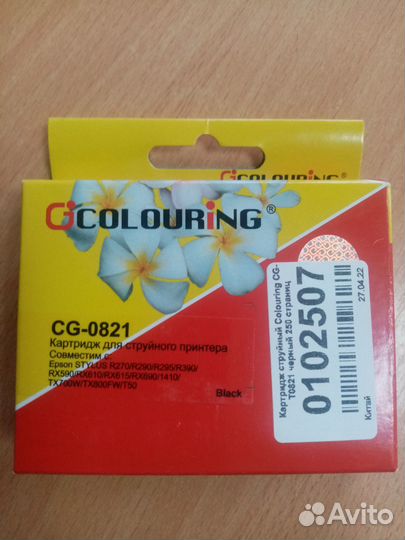 COLOURiNG®
COLOURiNG®
CG-0821
Картридж для струйного принтера
Совместим с:
Epson STYLUS R270/R290/R295/R390/
RX590/RX610/RX615/RX690/1410/
TX700W/TX800FW/T50
Black
Картридж струйный Colouring CG-
T0821 черный 250 страниц
0102507
27.04.22
Китай
Avito